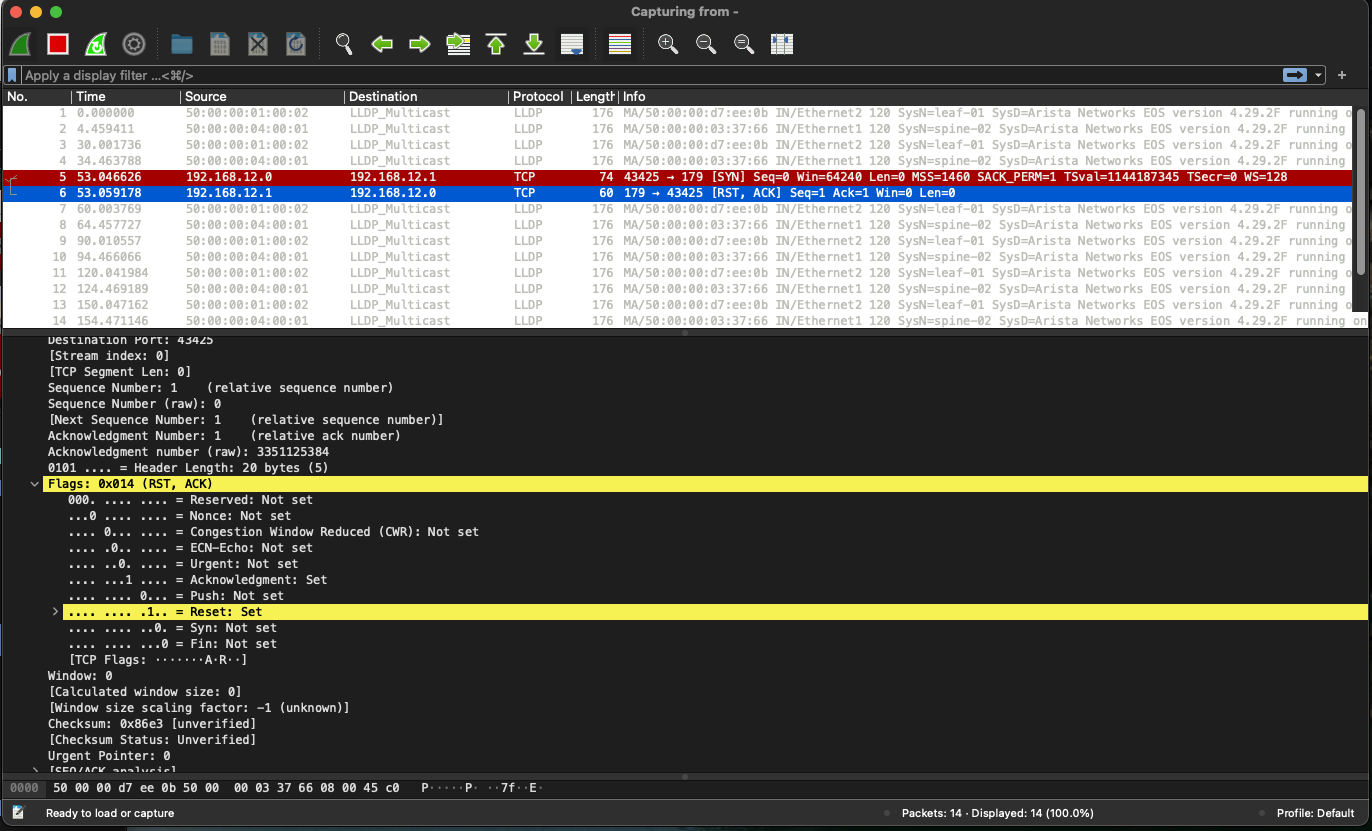 Capturing from -
Apply a display filter ...<⌘/>
No. Time Source Destination Protocol Length Info
1 0.000000 50:00:00:01:00:02 LLDP_Multicast LLDP 176 MA/50:00:00:d7:ee:0b IN/Ethernet2 120 SysN=leaf-01 SysD=Arista Networks EOS version 4.29.2F running o
2 4.459411 50:00:00:04:00:01 LLDP_Multicast LLDP 176 MA/50:00:00:03:37:66 IN/Ethernet1 120 SysN=spine-02 SysD=Arista Networks EOS version 4.29.2F running
3 30.001736 50:00:00:01:00:02 LLDP_Multicast LLDP 176 MA/50:00:00:d7:ee:0b IN/Ethernet2 120 SysN=leaf-01 SysD=Arista Networks EOS version 4.29.2F running o
4 34.463788 50:00:00:04:00:01 LLDP_Multicast LLDP 176 MA/50:00:00:03:37:66 IN/Ethernet1 120 SysN=spine-02 SysD=Arista Networks EOS version 4.29.2F running
5 53.046626 192.168.12.0 192.168.12.1 TCP 74 43425 → 179 [SYN] Seq=0 Win=64240 Len=0 MSS=1460 SACK_PERM=1 TSval=1144187345 TSecr=0 WS=128
6 53.059178 192.168.12.1 192.168.12.0 TCP 60 179 → 43425 [RST, ACK] Seq=1 Ack=1 Win=0 Len=0
7 60.003769 50:00:00:01:00:02 LLDP_Multicast LLDP 176 MA/50:00:00:d7:ee:0b IN/Ethernet2 120 SysN=leaf-01 SysD=Arista Networks EOS version 4.29.2F running o
8 64.457727 50:00:00:04:00:01 LLDP_Multicast LLDP 176 MA/50:00:00:03:37:66 IN/Ethernet1 120 SysN=spine-02 SysD=Arista Networks EOS version 4.29.2F running
9 90.010557 50:00:00:01:00:02 LLDP_Multicast LLDP 176 MA/50:00:00:d7:ee:0b IN/Ethernet2 120 SysN=leaf-01 SysD=Arista Networks EOS version 4.29.2F running o
10 94.466066 50:00:00:04:00:01 LLDP_Multicast LLDP 176 MA/50:00:00:03:37:66 IN/Ethernet1 120 SysN=spine-02 SysD=Arista Networks EOS version 4.29.2F running
11 120.041984 50:00:00:01:00:02 LLDP_Multicast LLDP 176 MA/50:00:00:d7:ee:0b IN/Ethernet2 120 SysN=leaf-01 SysD=Arista Networks EOS version 4.29.2F running o
12 124.469189 50:00:00:04:00:01 LLDP_Multicast LLDP 176 MA/50:00:00:03:37:66 IN/Ethernet1 120 SysN=spine-02 SysD=Arista Networks EOS version 4.29.2F running
13 150.047162 50:00:00:01:00:02 LLDP_Multicast LLDP 176 MA/50:00:00:d7:ee:0b IN/Ethernet2 120 SysN=leaf-01 SysD=Arista Networks EOS version 4.29.2F running o
14 154.471146 50:00:00:04:00:01 LLDP_Multicast LLDP 176 MA/50:00:00:03:37:66 IN/Ethernet1 120 SysN=spine-02 SysD=Arista Networks EOS version 4.29.2F running on
Destination Port: 43425
[Stream index: 0]
[TCP Segment Len: 0]
Sequence Number: 1 (relative sequence number)
Sequence Number (raw): 0
[Next Sequence Number: 1 (relative sequence number)]
Acknowledgment Number: 1 (relative ack number)
Acknowledgment number (raw): 3351125384
0101 .... = Header Length: 20 bytes (5)
Flags: 0x014 (RST, ACK)
000. .... .... = Reserved: Not set
...0 .... .... = Nonce: Not set
.... 0... .... = Congestion Window Reduced (CWR): Not set
.... .0.. .... = ECN-Echo: Not set
.... ..0. .... = Urgent: Not set
.... ...1 .... = Acknowledgment: Set
.... .... 0... = Push: Not set
.... .... .1.. = Reset: Set
.... .... ..0. = Syn: Not set
.... .... ...0 = Fin: Not set
[TCP Flags: ·······A·R··]
Window: 0
[Calculated window size: 0]
[Window size scaling factor: -1 (unknown)]
Checksum: 0x86e3 [unverified]
[Checksum Status: Unverified]
Urgent Pointer: 0
[SEQ/ACK analysis]
0000 50 00 00 d7 ee 0b 50 00 00 03 37 66 08 00 45 c0 P·····P· ··7f··E·
Ready to load or capture
Packets: 14 · Displayed: 14 (100.0%)
Profile: Default